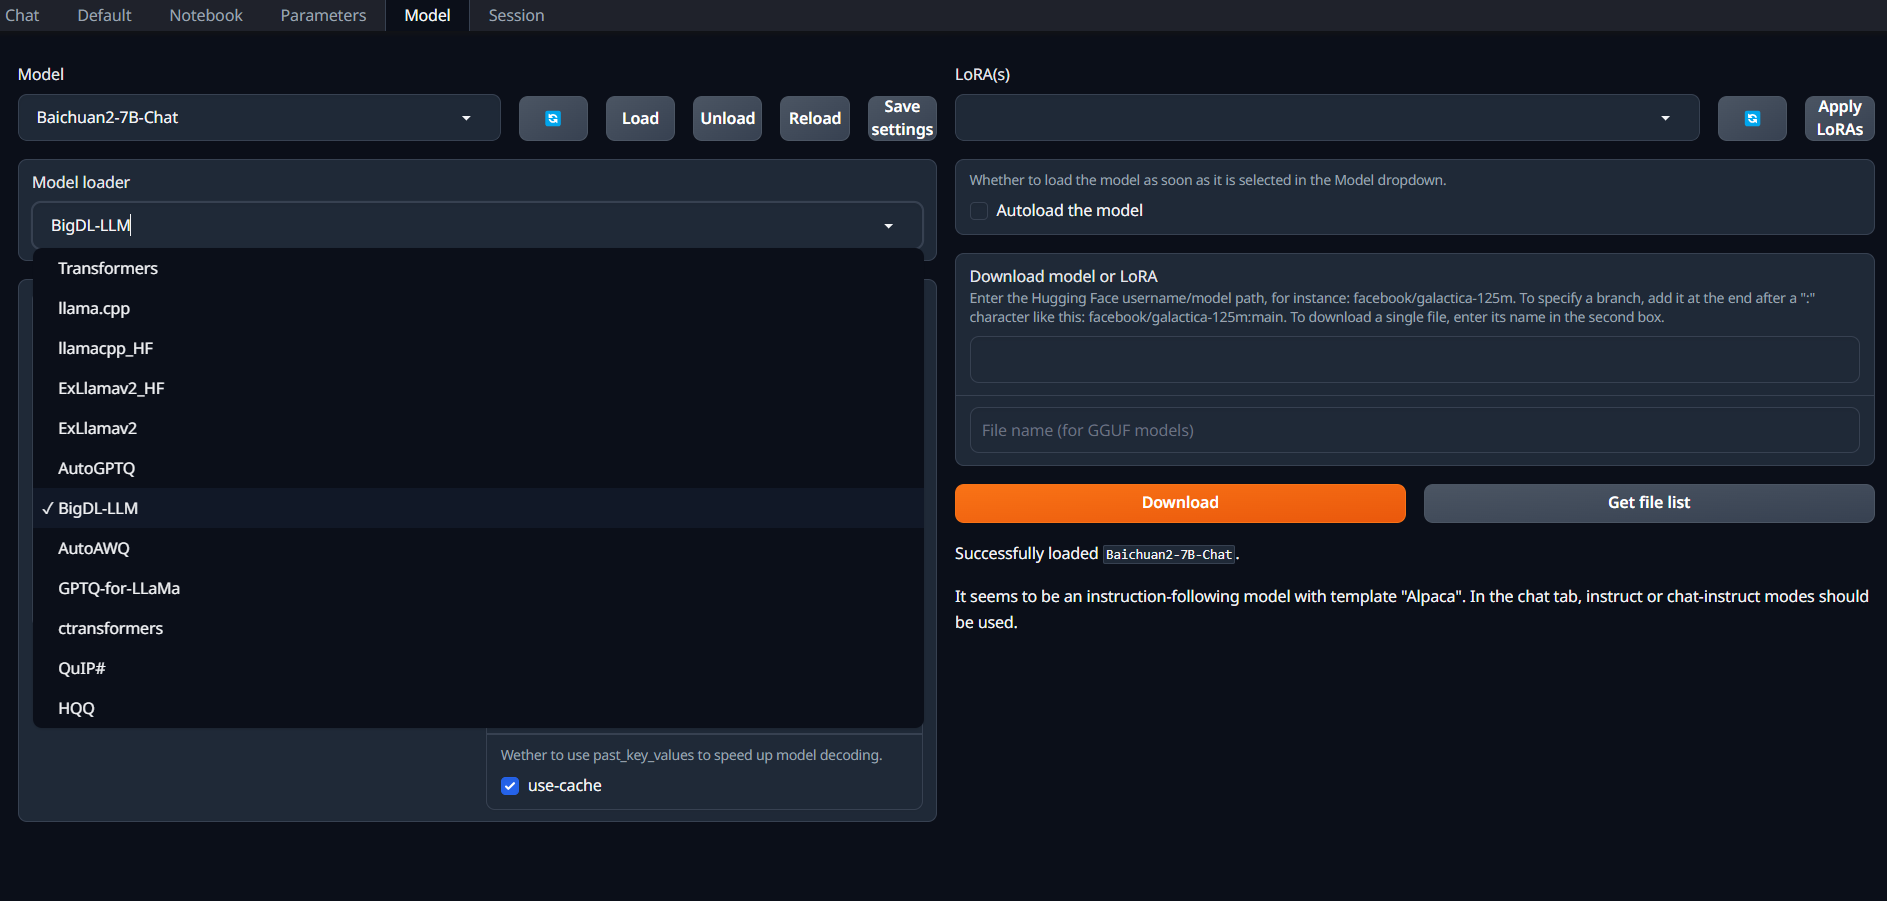 Chat Default Notebook Parameters Model Session
Model
Baichuan2-7B-Chat
Load
Unload
Reload
Save
settings
Model loader
BigDL-LLM
Transformers
llama.cpp
llamacpp_HF
ExLlamav2_HF
ExLlamav2
AutoGPTQ
✓ BigDL-LLM
AutoAWQ
GPTQ-for-LLaMa
ctransformers
QuIP#
HQQ
Wether to use past_key_values to speed up model decoding.
use-cache
LoRA(s)
Apply
LoRAs
Whether to load the model as soon as it is selected in the Model dropdown.
Autoload the model
Download model or LoRA
Enter the Hugging Face username/model path, for instance: facebook/galactica-125m. To specify a branch, add it at the end after a ":"
character like this: facebook/galactica-125m:main. To download a single file, enter its name in the second box.
File name (for GGUF models)
Download
Get file list
Successfully loaded Baichuan2-7B-Chat.
It seems to be an instruction-following model with template "Alpaca". In the chat tab, instruct or chat-instruct modes should
be used.